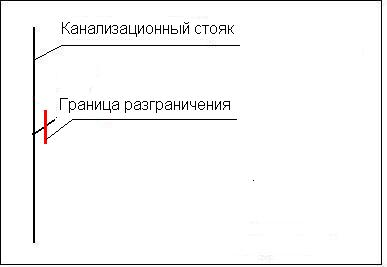 Канализационный стояк
Граница разграничения